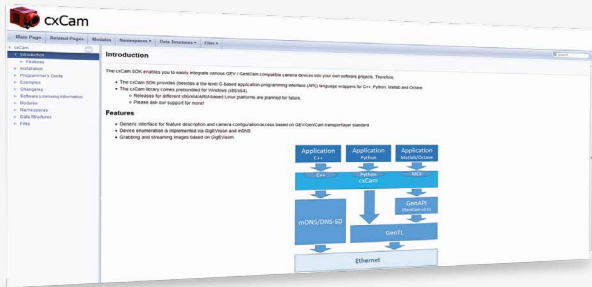 cxCam
Main Page Related Pages Modules Namespaces Data Structures Files
Search
cxCam
Introduction
Features
Installation
Programmer's Guide
Examples
Changelog
Software Licensing Information
Modules
Namespaces
Data Structures
Files
Introduction
The cxCam SDK enables you to easily integrate various GEV / GenICam compatible camera devices into your own software projects. Therefore,
The cxCam SDK provides (besides a the level C-based application-programming interface (API)) language wrappers for C++, Python, Matlab and Octave
The cxCam library comes prebundled for Windows (x86/x64).
Releases for different x86/x64/ARM-based Linux platforms are planned for future.
Please ask our support for more!
Features
Generic interface for feature description and camera configuration/access based on GEV/GenICam transportlayer standard
Device enumeration is implemented via GigEVision and mDNS
Grabbing and streaming images based on GigEVision.
Application Application Application
C++ Python Matlab/Octave
C++ Python MEX
cxCam
mDNS/DNS-SD
GenAPI
GenTL
Ethernet